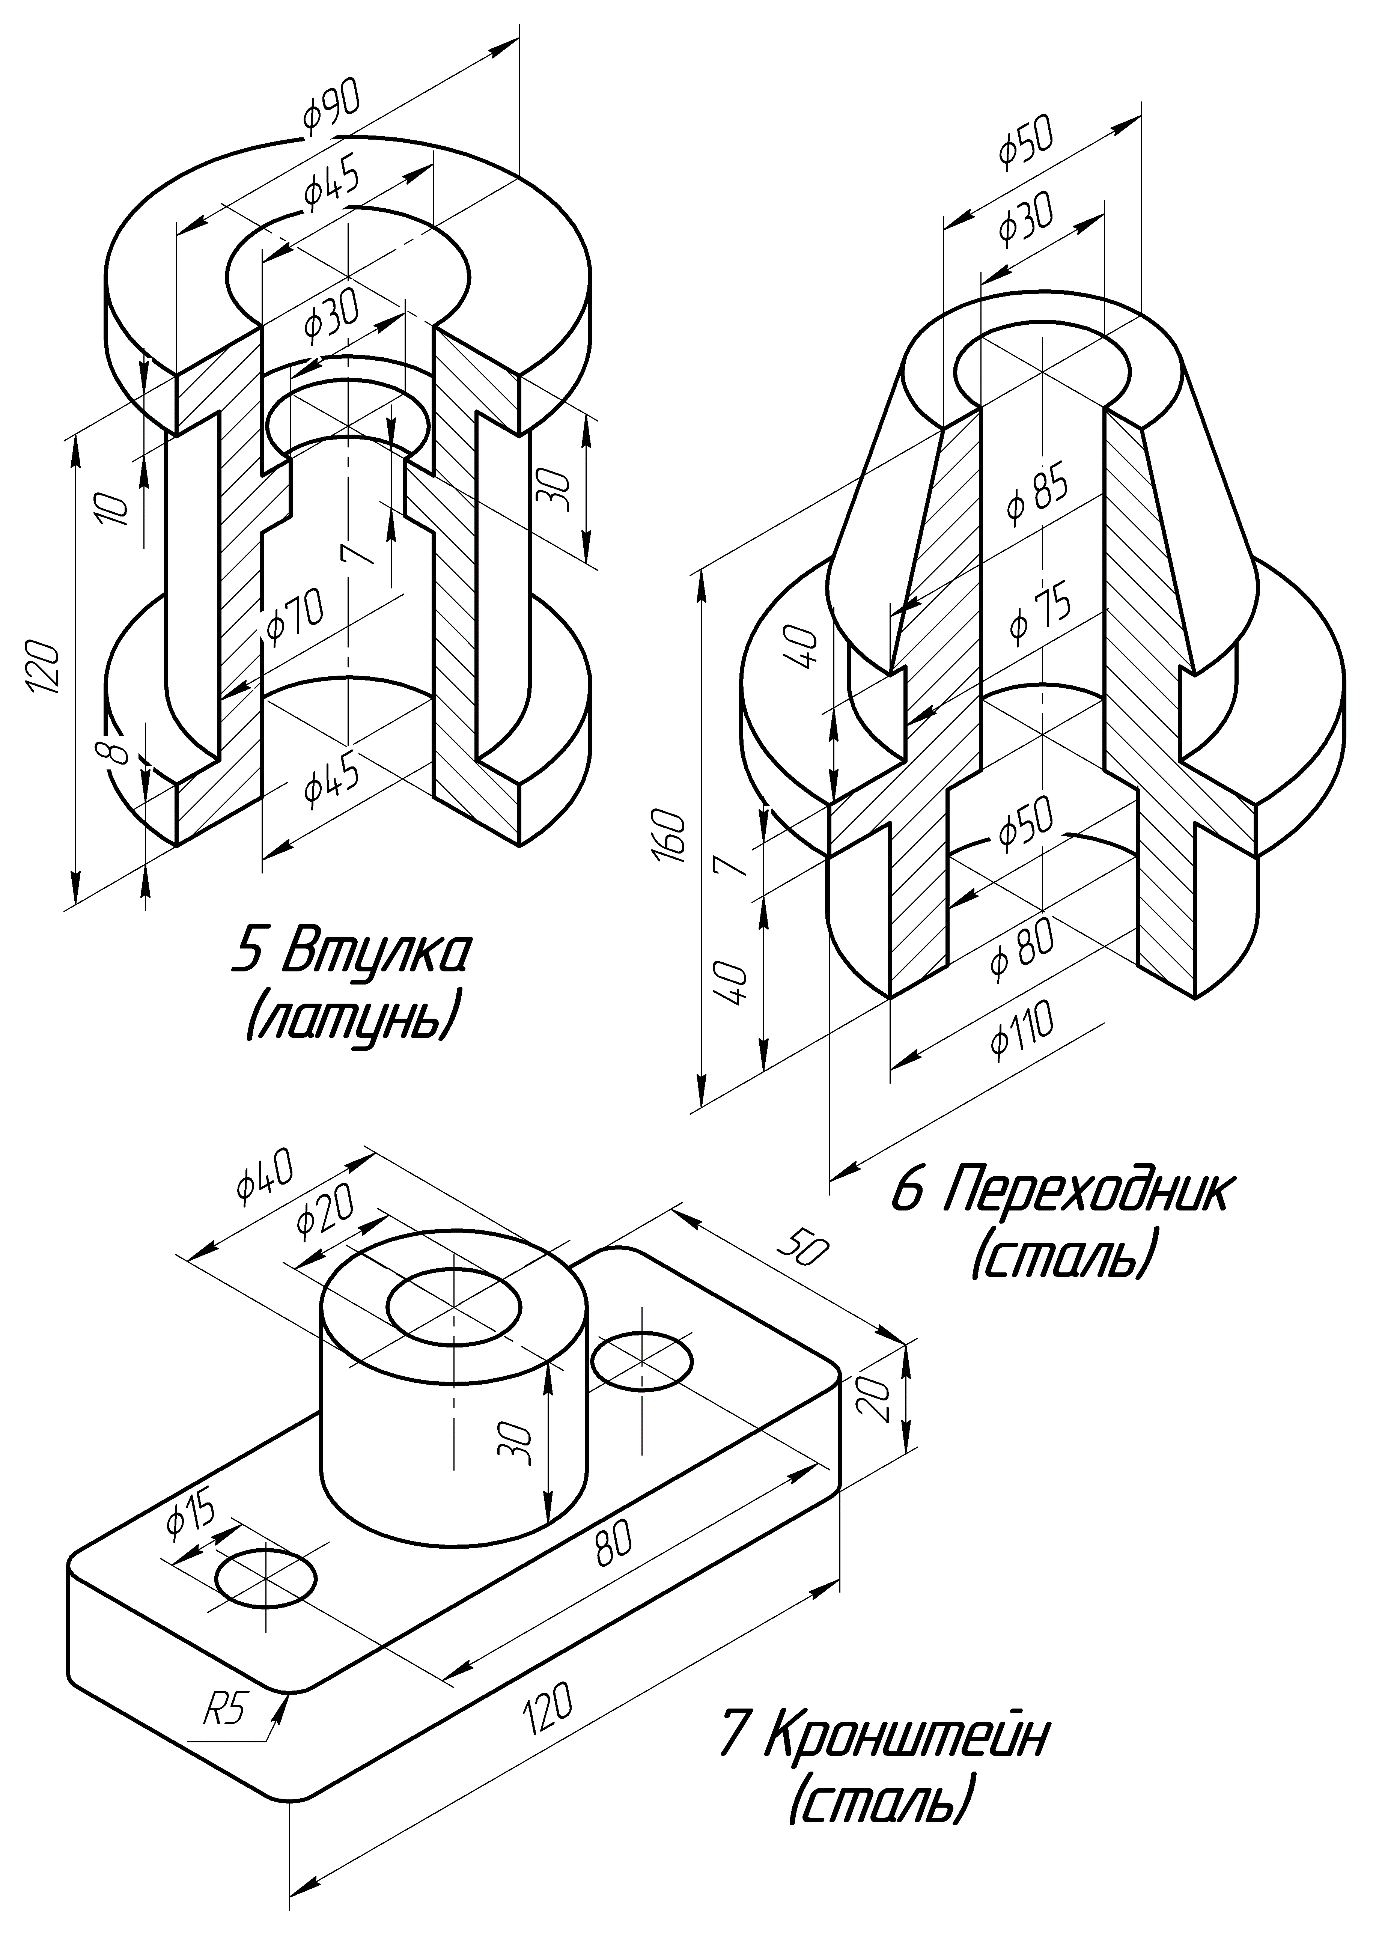 ϕ90
ϕ45
ϕ30
10
30
7
ϕ70
120
8
ϕ45
5 Втулка
(латунь)
ϕ50
ϕ30
ϕ 85
ϕ 75
40
160
7
ϕ50
40
ϕ 80
ϕ110
6 Переходник
(сталь)
ϕ40
ϕ20
50
20
30
ϕ15
80
R5
120
7 Кронштейн
(сталь)